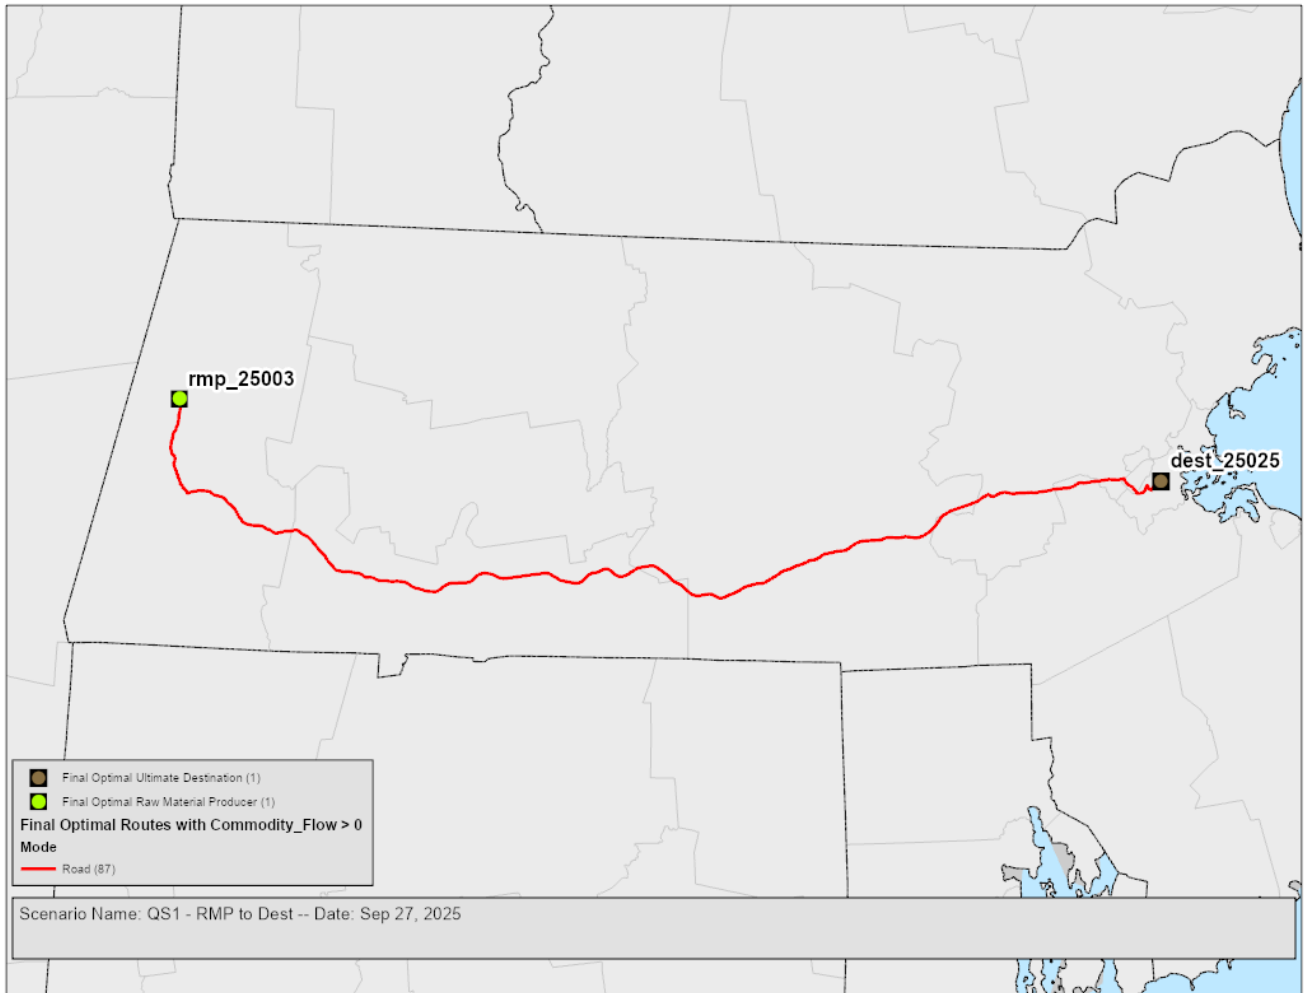 rmp_25003
dest_25025
Final Optimal Ultimate Destination (1)
Final Optimal Raw Material Producer (1)
Final Optimal Routes with Commodity_Flow > 0
Mode
Road (87)
Scenario Name: QS1 - RMP to Dest -- Date: Sep 27, 2025